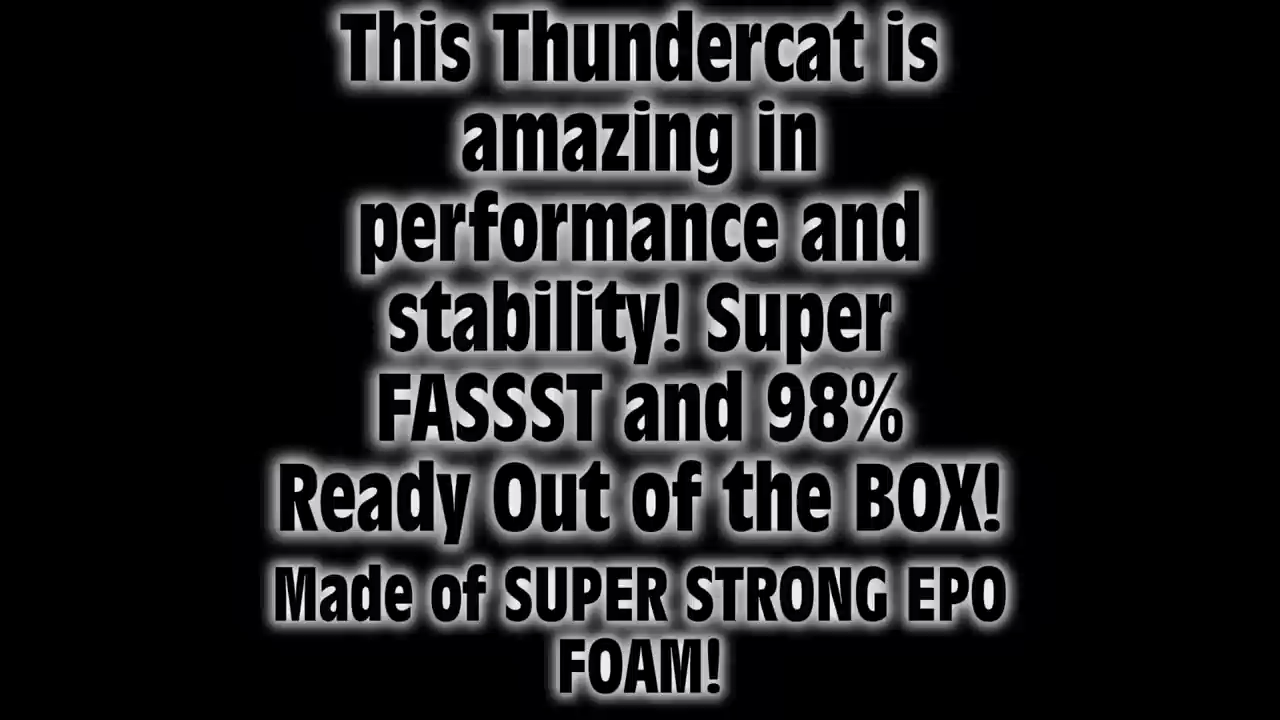 This Thundercat is
amazing in
performance and
stability! Super
FASSST and 98%
Ready Out of the BOX!
Made of SUPER STRONG EPO
FOAM!